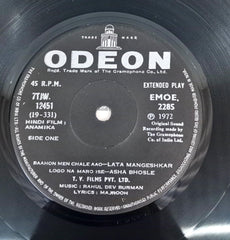 TRADE MARK
ODEON
Regd. Trade Mark of The Gramophone Co. Ltd.
45 R.P.M.
EXTENDED PLAY
7TJW.
12451
(19-331)
HINDI FILM:
ANAMIKA
SIDE ONE
EMOE.
2285
℗ 1972
Original Sound
Recording made by
The Gramophone Co.
of India Ltd.
BAAHON MEN CHALE AAO-LATA MANGESHKAR
LOGO NA MARO ISE-ASHA BHOSLE
T. V. FILMS PVT. LTD.
MUSIC : RAHUL DEV BURMAN
LYRICS : MAJROOH